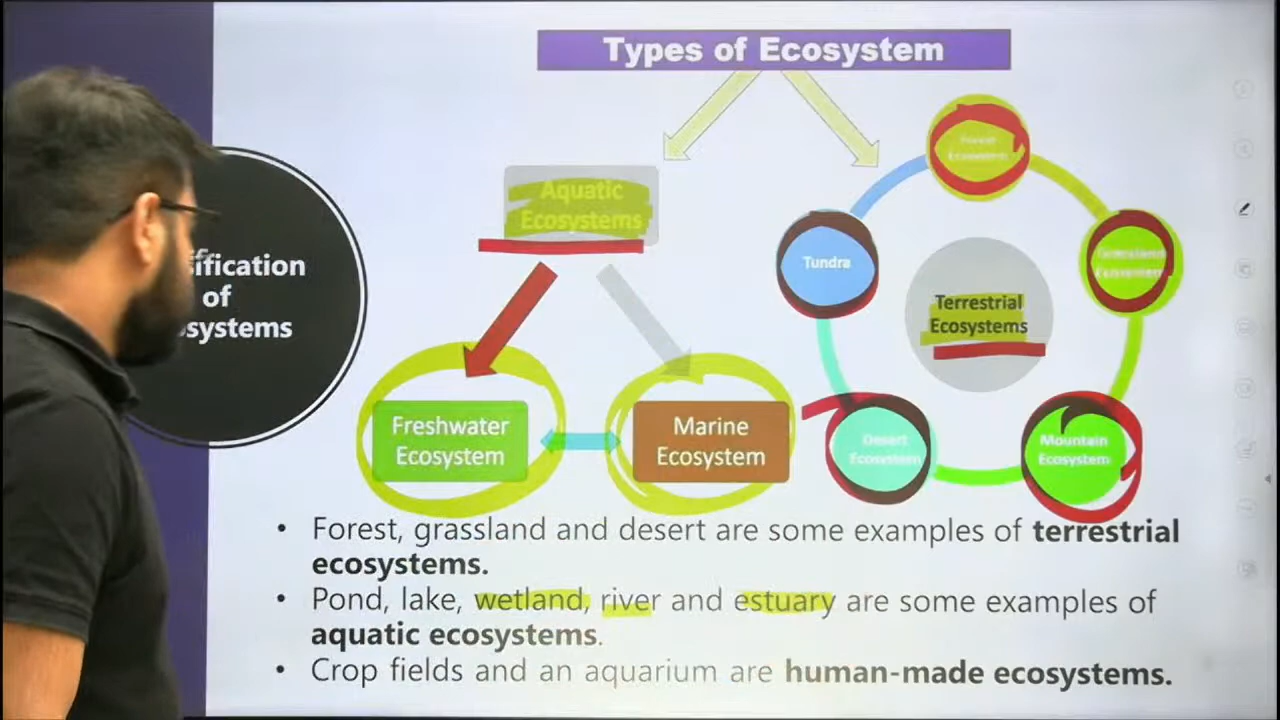 Types of Ecosystem
sification
of
systems
Aquatic
Ecosystems
Freshwater
Ecosystem
Marine
Ecosystem
Tundra
Terrestrial
Ecosystems
Desert
Ecosystem
Mountain
Ecosystem
• Forest, grassland and desert are some examples of terrestrial
ecosystems.
• Pond, lake, wetland, river and estuary are some examples of
aquatic ecosystems.
• Crop fields and an aquarium are human-made ecosystems.